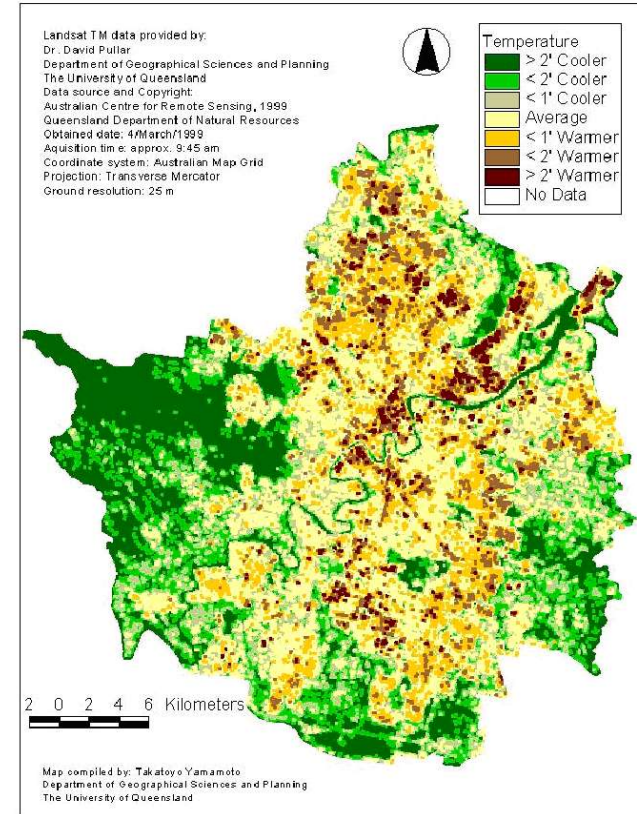 Landsat TM data provided by:
Dr. David Pullar
Department of Geographical Sciences and Planning
The University of Queensland
Data source and Copyright:
Australian Centre for Remote Sensing, 1999
Queensland Department of Natural Resources
Obtained date: 4/March/1999
Aquisition time: approx. 9:45 am
Coordinate system: Australian Map Grid
Projection: Transverse Mercator
Ground resolution: 25 m
Temperature
> 2' Cooler
< 2' Cooler
< 1' Cooler
Average
< 1' Warmer
< 2' Warmer
> 2' Warmer
No Data
2 0 2 4 6 Kilometers
Map compiled by: Takatoyo Yamamoto
Department of Geographical Sciences and Planning
The University of Queensland